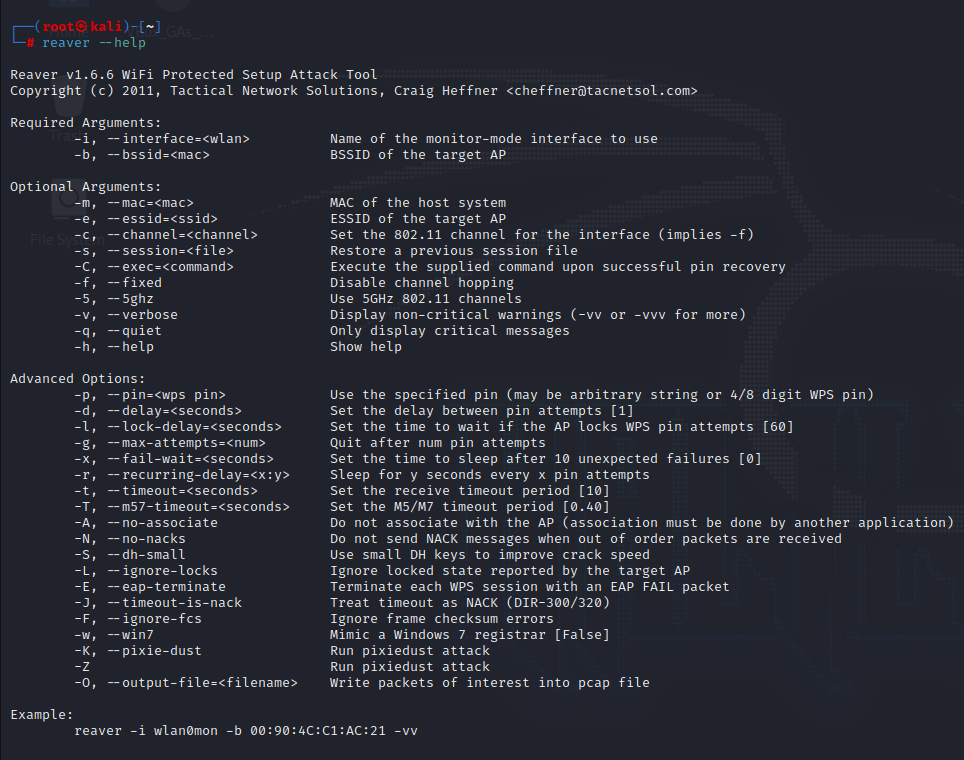 ┌──(root㉿kali)-[~]
└─# reaver --help
Reaver v1.6.6 WiFi Protected Setup Attack Tool
Copyright (c) 2011, Tactical Network Solutions, Craig Heffner <cheffner@tacnetsol.com>
Required Arguments:
-i, --interface=<wlan> Name of the monitor-mode interface to use
-b, --bssid=<mac> BSSID of the target AP
Optional Arguments:
-m, --mac=<mac> MAC of the host system
-e, --essid=<ssid> ESSID of the target AP
-c, --channel=<channel> Set the 802.11 channel for the interface (implies -f)
-s, --session=<file> Restore a previous session file
-C, --exec=<command> Execute the supplied command upon successful pin recovery
-f, --fixed Disable channel hopping
-5, --5ghz Use 5GHz 802.11 channels
-v, --verbose Display non-critical warnings (-vv or -vvv for more)
-q, --quiet Only display critical messages
-h, --help Show help
Advanced Options:
-p, --pin=<wps pin> Use the specified pin (may be arbitrary string or 4/8 digit WPS pin)
-d, --delay=<seconds> Set the delay between pin attempts [1]
-l, --lock-delay=<seconds> Set the time to wait if the AP locks WPS pin attempts [60]
-g, --max-attempts=<num> Quit after num pin attempts
-x, --fail-wait=<seconds> Set the time to sleep after 10 unexpected failures [0]
-r, --recurring-delay=<x:y> Sleep for y seconds every x pin attempts
-t, --timeout=<seconds> Set the receive timeout period [10]
-T, --m57-timeout=<seconds> Set the M5/M7 timeout period [0.40]
-A, --no-associate Do not associate with the AP (association must be done by another application)
-N, --no-nacks Do not send NACK messages when out of order packets are received
-S, --dh-small Use small DH keys to improve crack speed
-L, --ignore-locks Ignore locked state reported by the target AP
-E, --eap-terminate Terminate each WPS session with an EAP FAIL packet
-J, --timeout-is-nack Treat timeout as NACK (DIR-300/320)
-F, --ignore-fcs Ignore frame checksum errors
-w, --win7 Mimic a Windows 7 registrar [False]
-K, --pixie-dust Run pixiedust attack
-Z Run pixiedust attack
-O, --output-file=<filename> Write packets of interest into pcap file
Example:
reaver -i wlan0mon -b 00:90:4C:C1:AC:21 -vv
File System